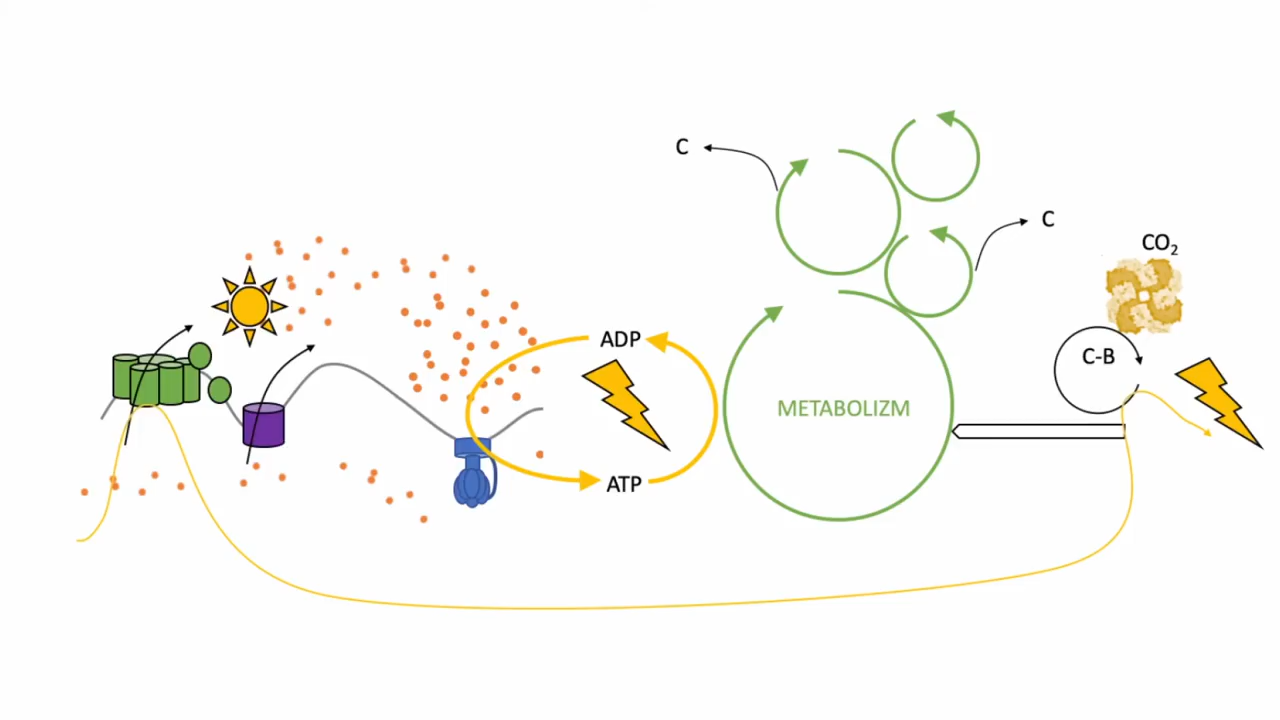 C
C
CO₂
ADP
C-B
METABOLIZM
ATP